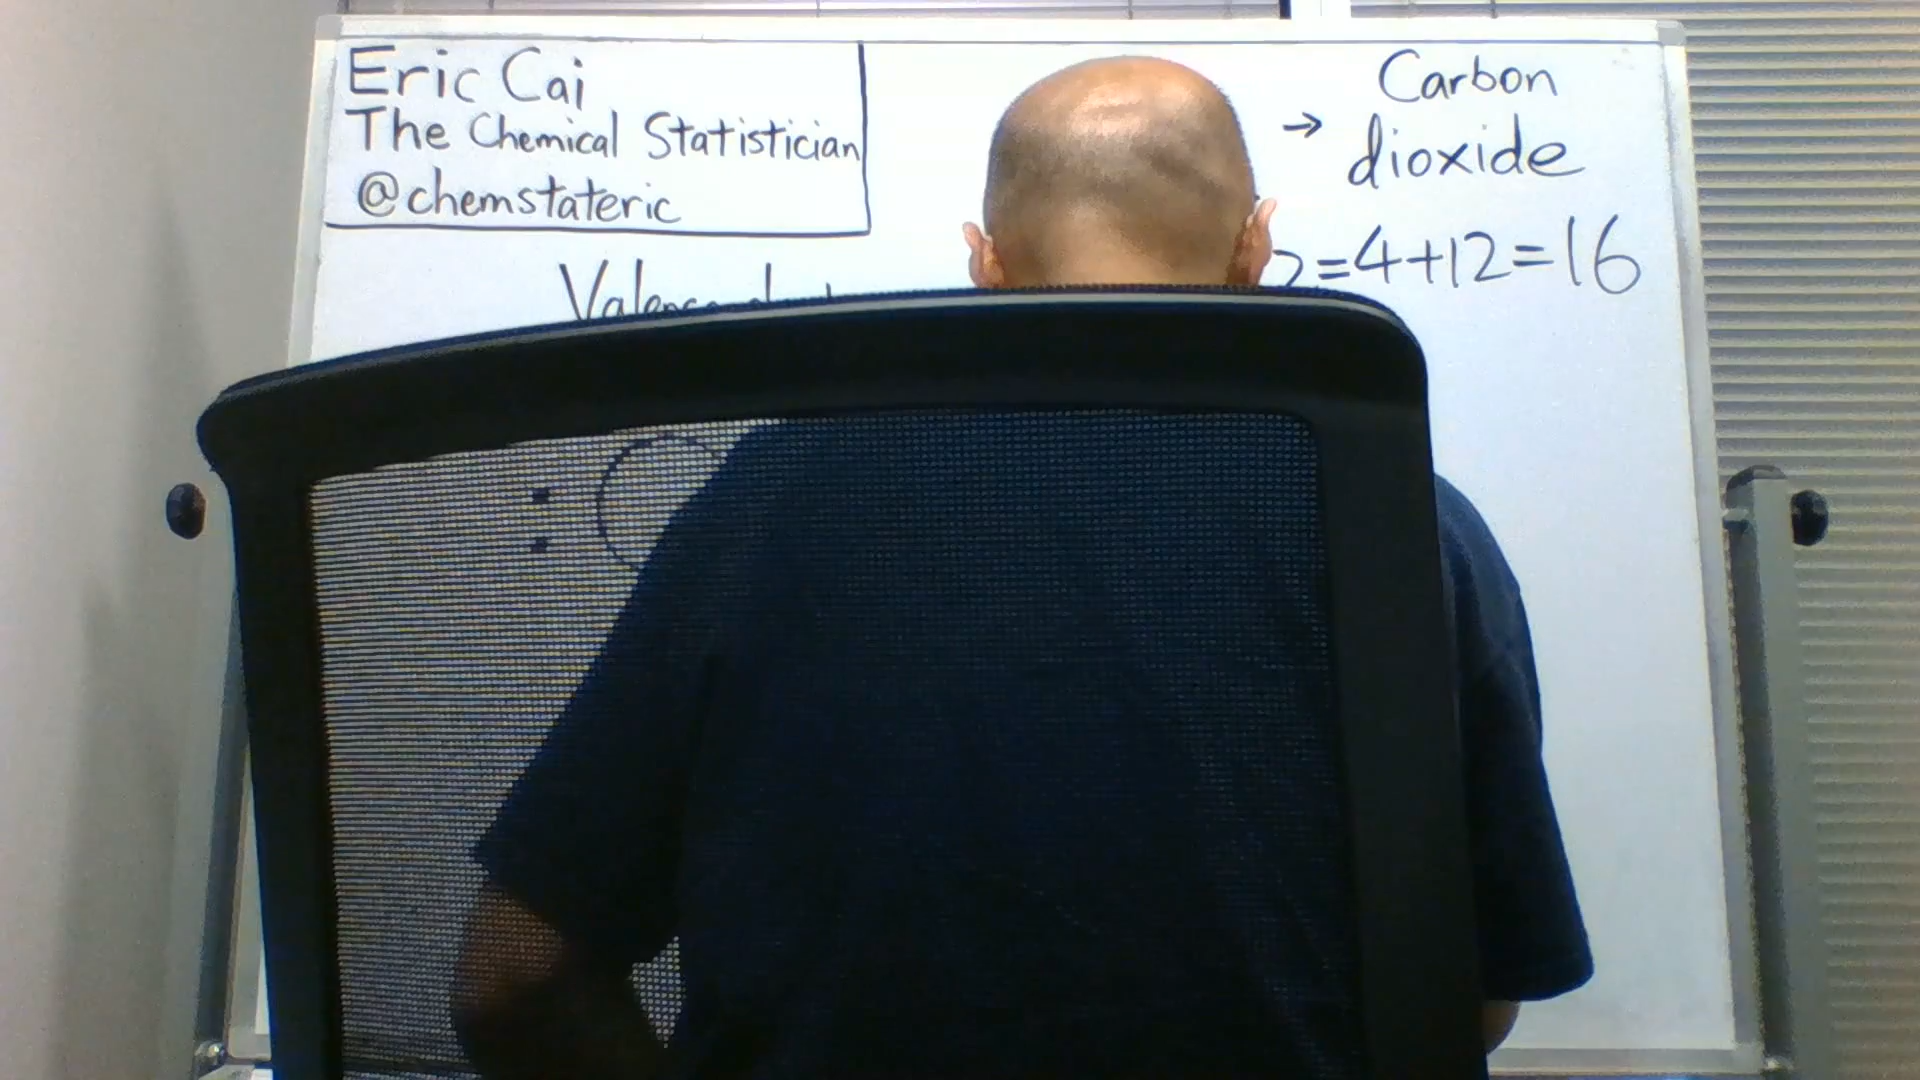 Eric Cai
The Chemical Statistician
@chemstateric
→ Carbon
dioxide
=4+12=16